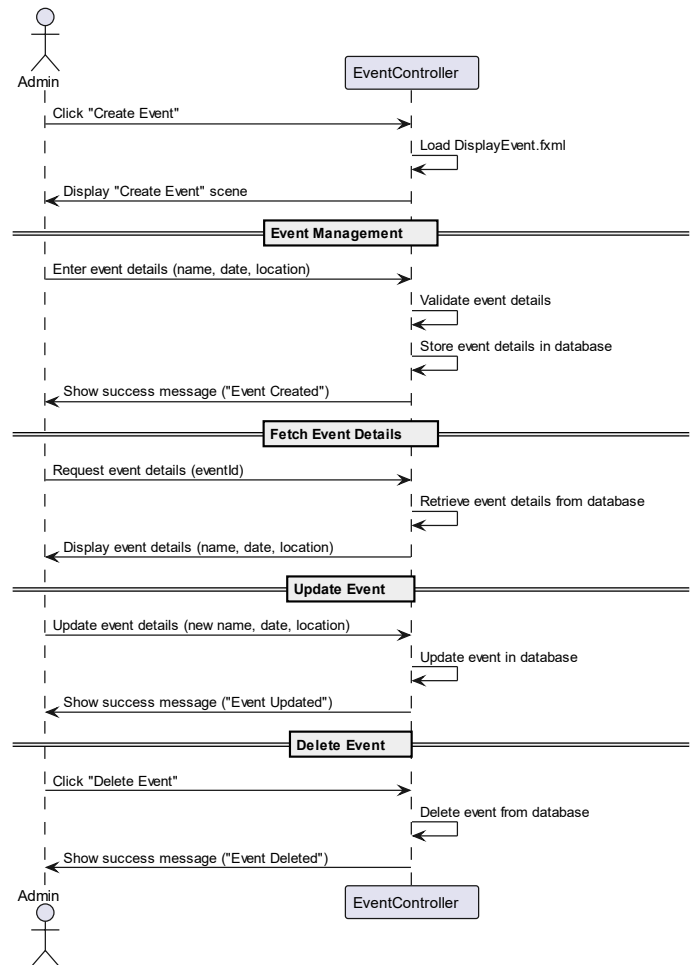 Admin
EventController
Click "Create Event"
Load DisplayEvent.fxml
Display "Create Event" scene
Event Management
Enter event details (name, date, location)
Validate event details
Store event details in database
Show success message ("Event Created")
Fetch Event Details
Request event details (eventId)
Retrieve event details from database
Display event details (name, date, location)
Update Event
Update event details (new name, date, location)
Update event in database
Show success message ("Event Updated")
Delete Event
Click "Delete Event"
Delete event from database
Show success message ("Event Deleted")
Admin
EventController